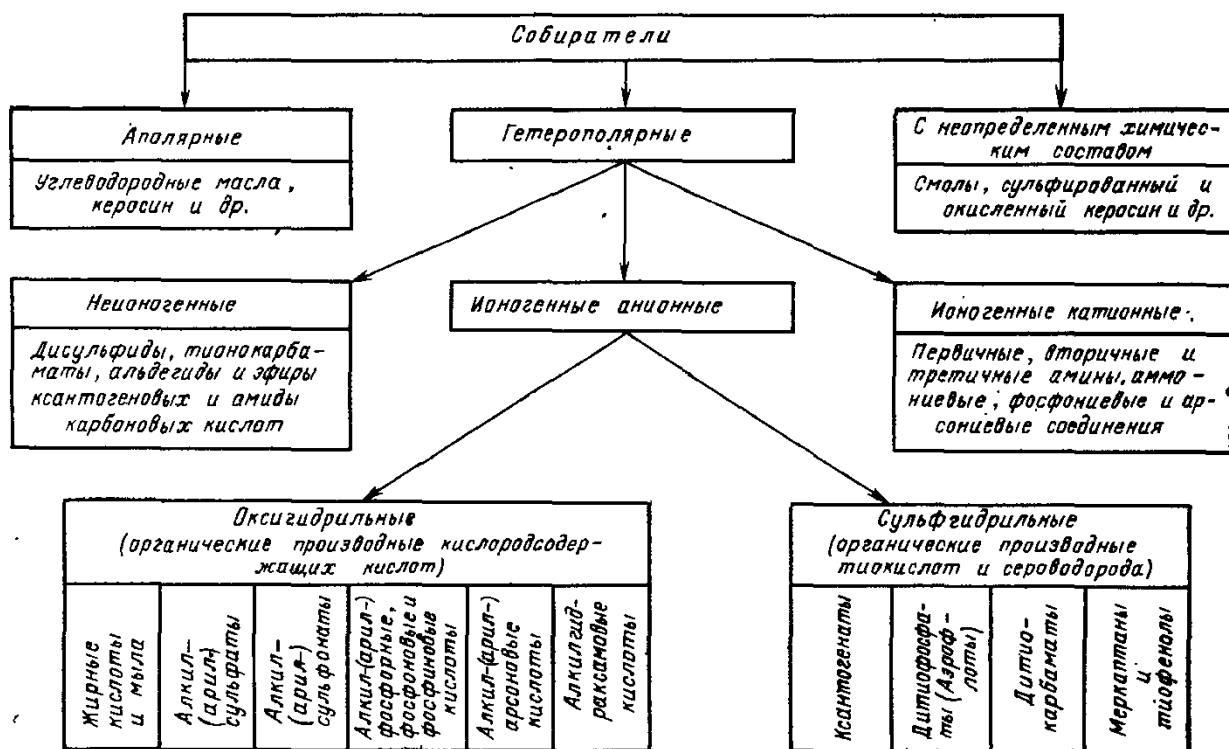 Собиратели
Аполярные
Углеводородные масла,
керосин и др.
Гетерополярные
С неопределенным химичес-
ким составом
Смолы, сульфированный и
окисленный керосин и др.
Неионогенные
Дисульфиды, тионокарба-
маты, альдегиды и эфиры
ксантогеновых и амиды
карбоновых кислот
Ионогенные анионные
Ионогенные катионные
Первичные, вторичные и
третичные амины, аммо-
ниевые, фосфониевые и ар-
сониевые соединения
Оксигидрильные
(органические производные кислородсодер-
жащих кислот)
Жирные
кислоты
и мыла
Алкил-
(арил-)
сульфаты
Алкил-
(арил-)
сульфонаты
Алкил-(арил-)
фосфорные,
фосфоновые и
фосфиновые
кислоты
Алкил-(арил-)
арсоновые
кислоты
Алкилгид-
роксамовые
кислоты
Сульфгидрильные
(органические производные
тиокислот и сероводорода)
Ксантогенаты
Дитиофосфа-
ты (Аэроф-
лоты)
Дитио-
карбаматы
Меркаптаны
и
тиофенолы